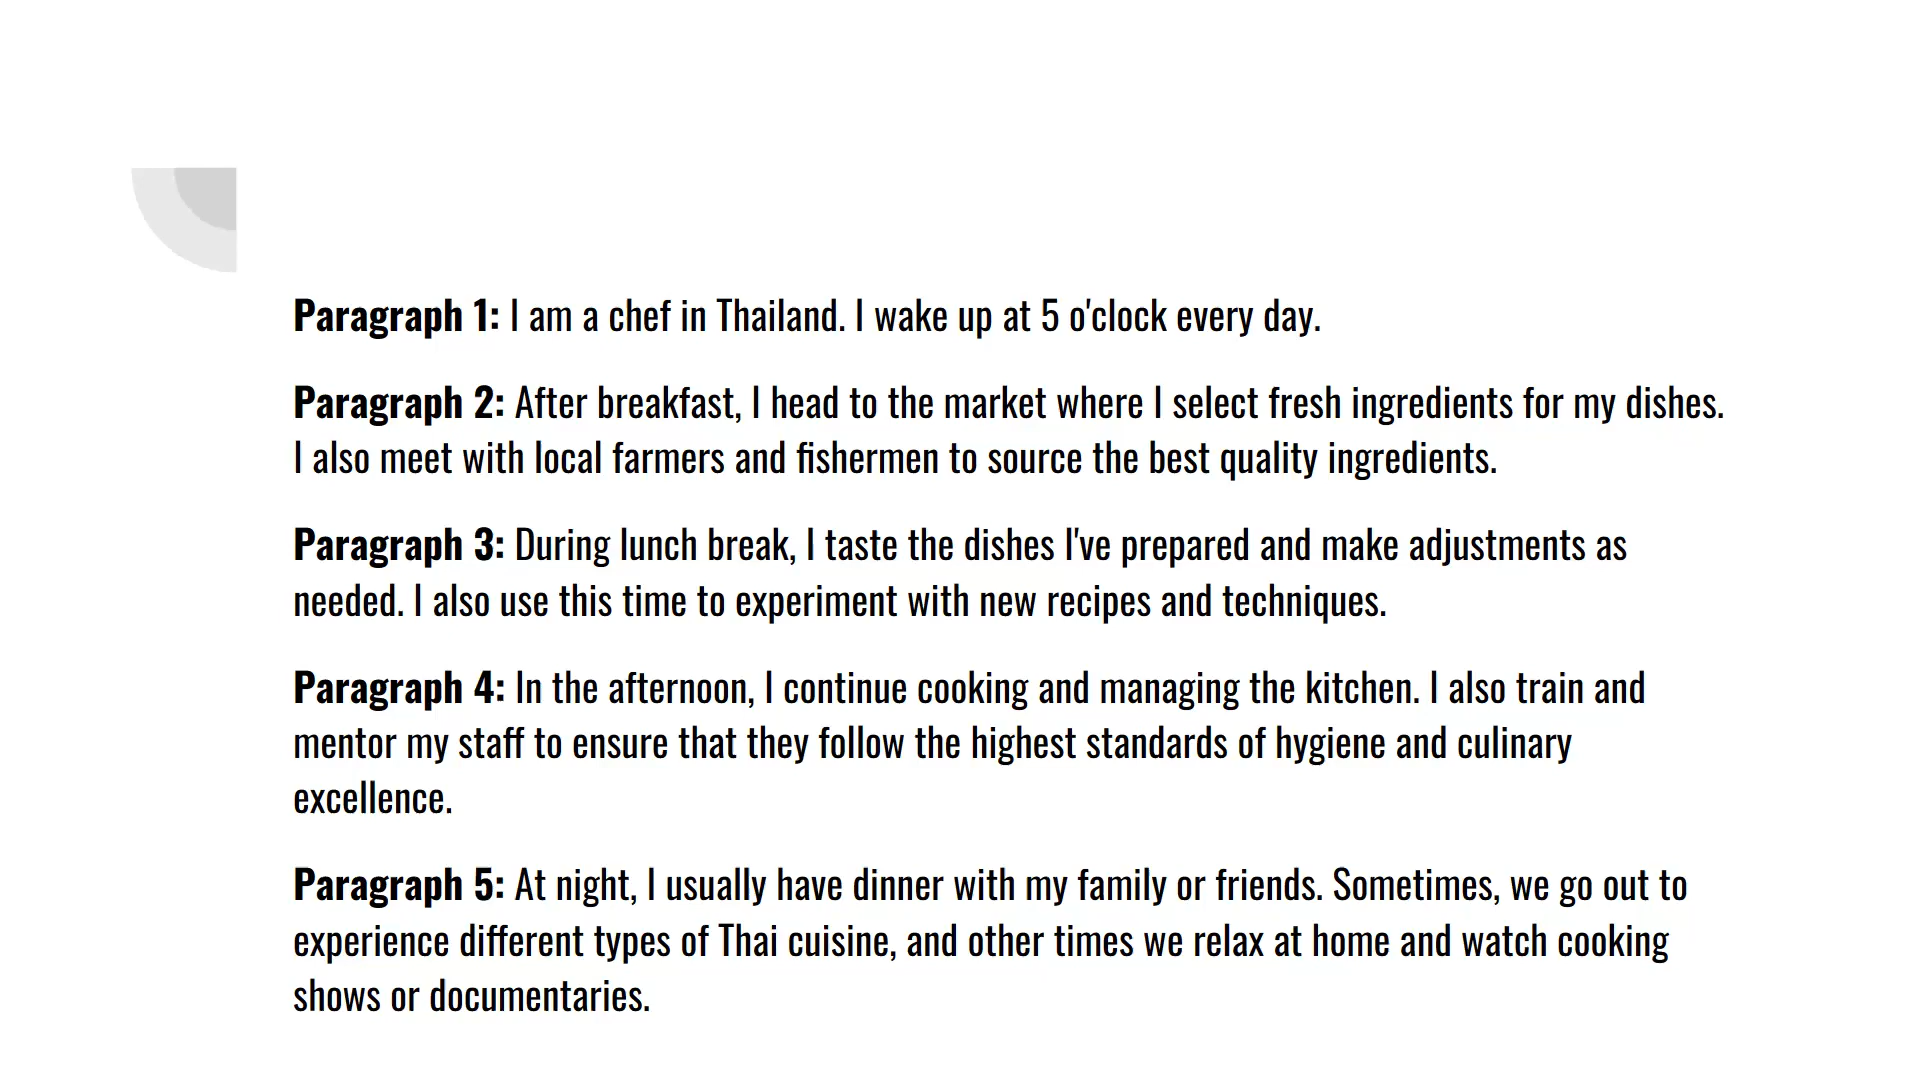 Paragraph 1: I am a chef in Thailand. I wake up at 5 o'clock every day.
Paragraph 2: After breakfast, I head to the market where I select fresh ingredients for my dishes.
I also meet with local farmers and fishermen to source the best quality ingredients.
Paragraph 3: During lunch break, I taste the dishes I've prepared and make adjustments as
needed. I also use this time to experiment with new recipes and techniques.
Paragraph 4: In the afternoon, I continue cooking and managing the kitchen. I also train and
mentor my staff to ensure that they follow the highest standards of hygiene and culinary
excellence.
Paragraph 5: At night, I usually have dinner with my family or friends. Sometimes, we go out to
experience different types of Thai cuisine, and other times we relax at home and watch cooking
shows or documentaries.